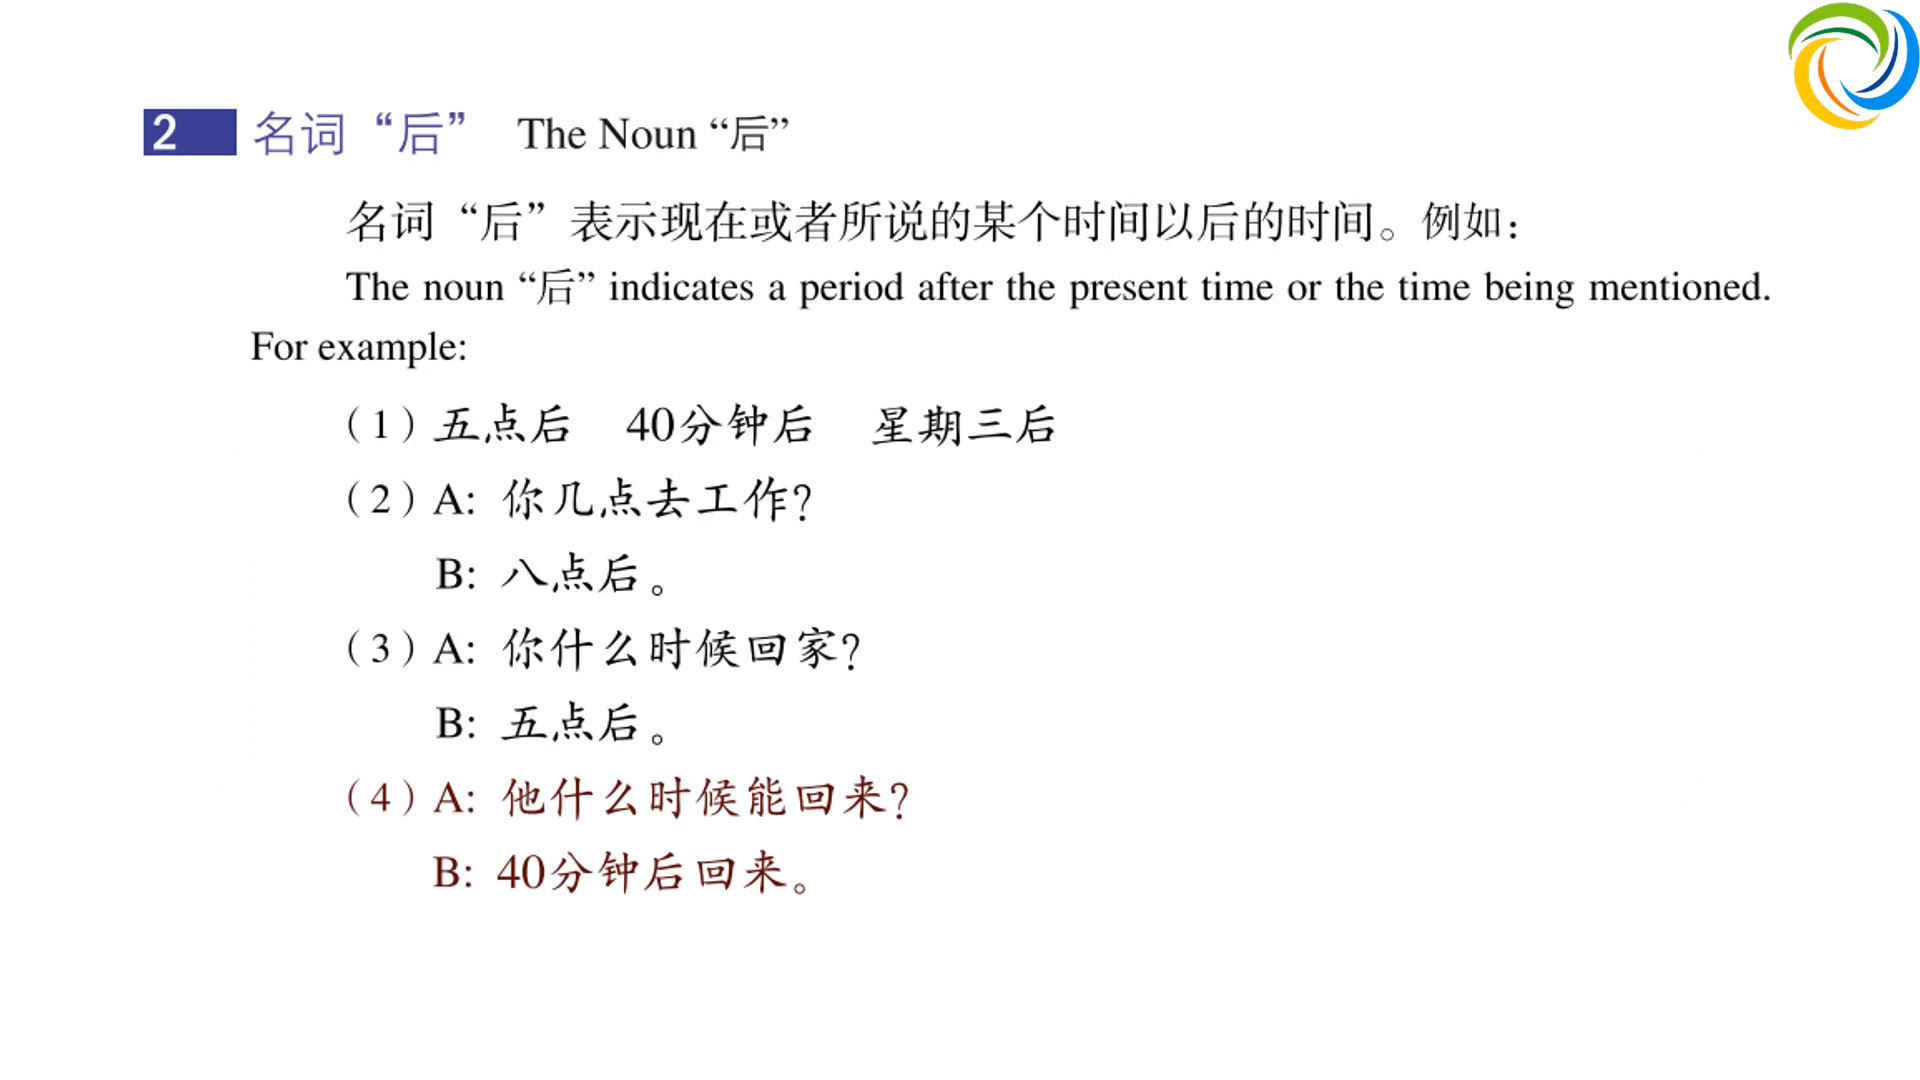 2 名词“后” The Noun “后”
名词“后”表示现在或者所说的某个时间以后的时间。例如：
The noun “后” indicates a period after the present time or the time being mentioned.
For example:
（1）五点后 40分钟后 星期三后
（2）A: 你几点去工作?
B: 八点后。
（3）A: 你什么时候回家?
B: 五点后。
（4）A: 他什么时候能回来?
B: 40分钟后回来。